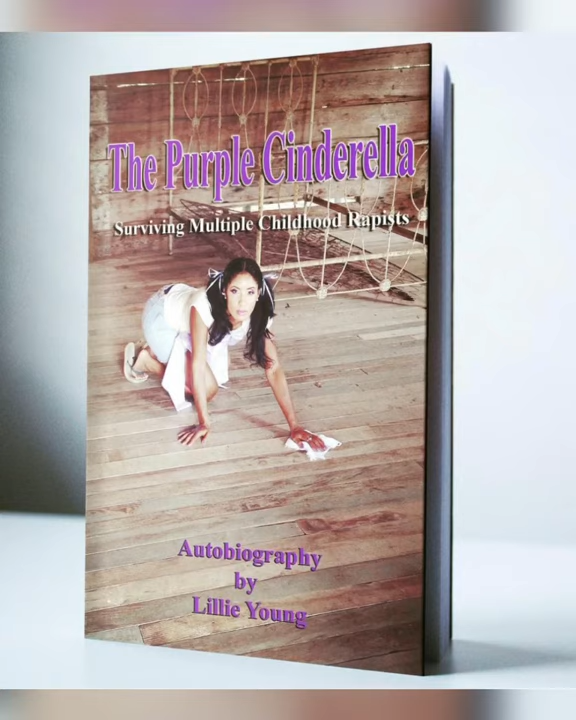 The Purple Cinderella
Surviving Multiple Childhood Rapists
Autobiography
by
Lillie Young